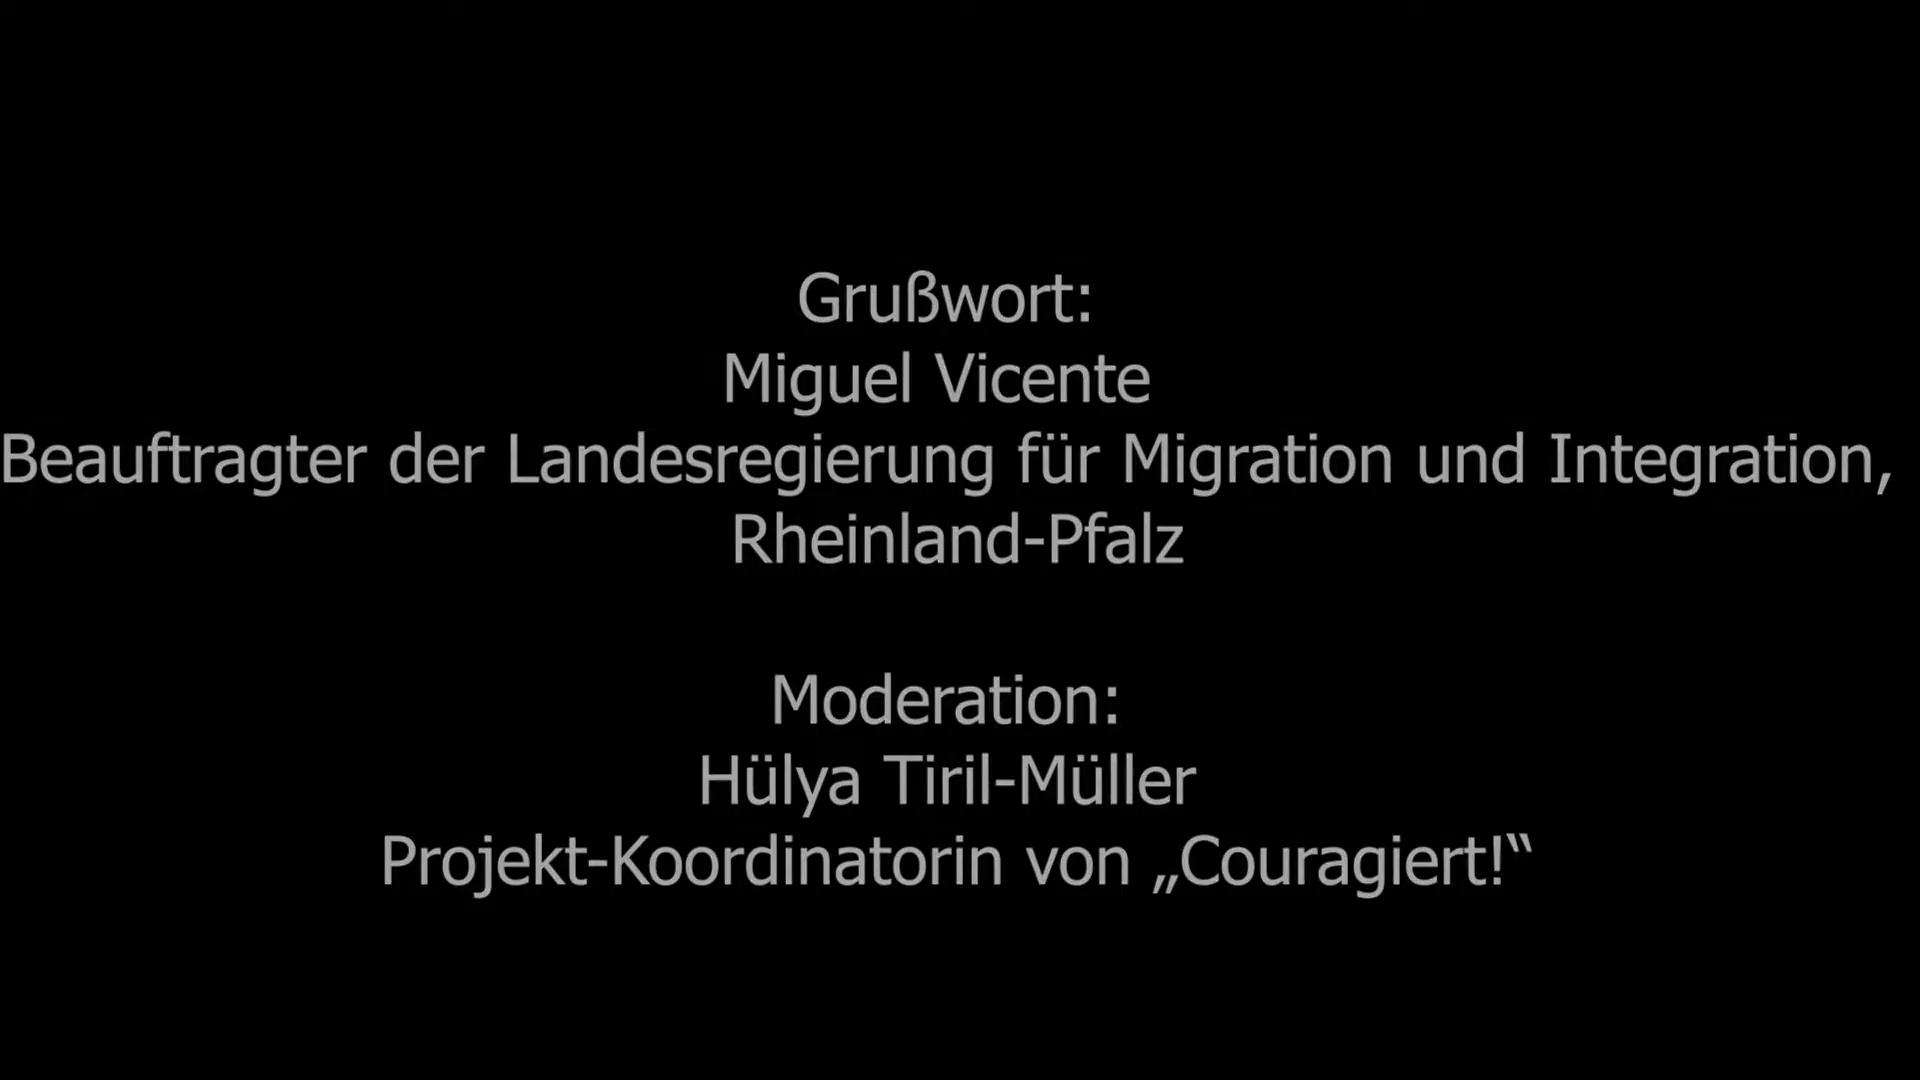 Grußwort:
Miguel Vicente
Beauftragter der Landesregierung für Migration und Integration,
Rheinland-Pfalz
Moderation:
Hülya Tiril-Müller
Projekt-Koordinatorin von „Couragiert!“